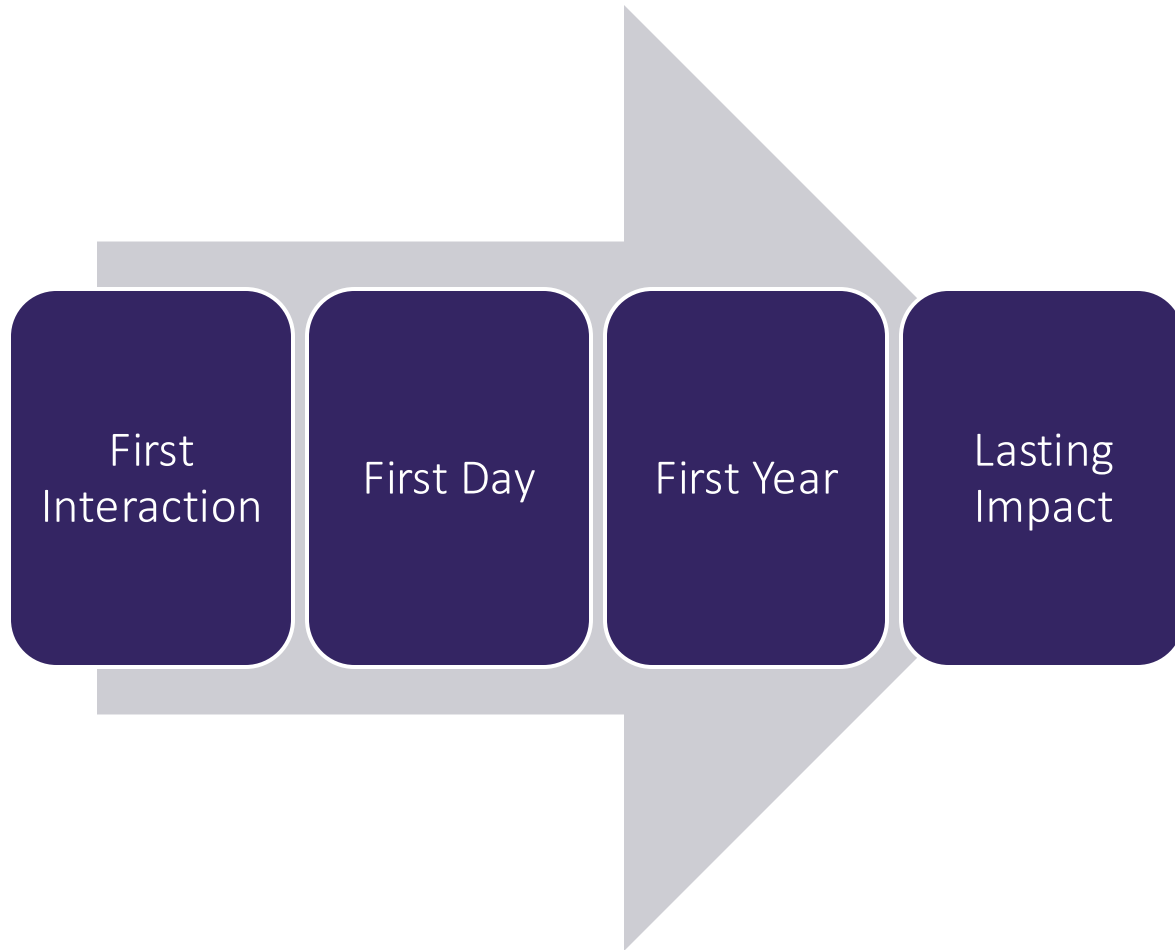 First
Interaction
First Day
First Year
Lasting
Impact